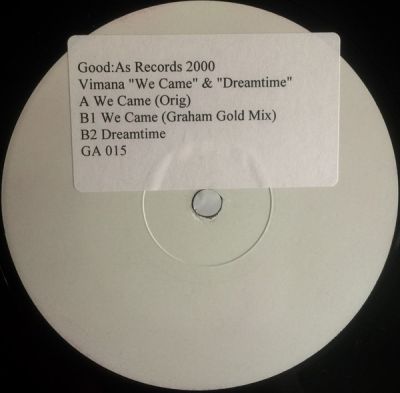 Good:As Records 2000
Vimana "We Came" & "Dreamtime"
A We Came (Orig)
B1 We Came (Graham Gold Mix)
B2 Dreamtime
GA 015